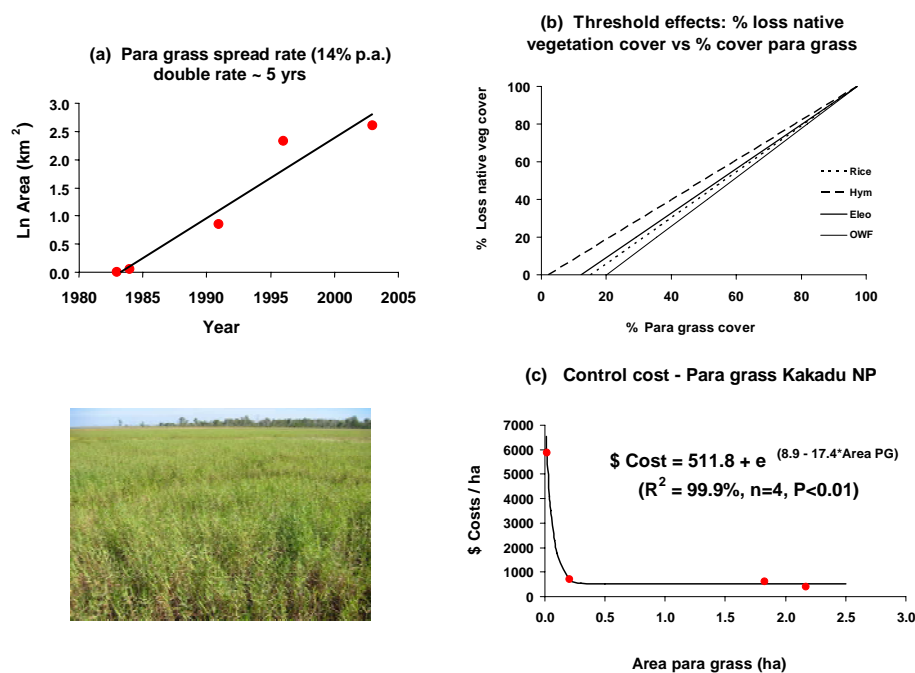 (a) Para grass spread rate (14% p.a.)
double rate ~ 5 yrs
Ln Area (km²)
3.0
2.5
2.0
1.5
1.0
0.5
0.0
1980 1985 1990 1995 2000 2005
Year
(b) Threshold effects: % loss native
vegetation cover vs % cover para grass
% Loss native veg cover
100
80
60
40
20
0
0 20 40 60 80 100
Rice
Hym
Eleo
OWF
% Para grass cover
(c) Control cost - Para grass Kakadu NP
$ Costs / ha
7000
6000
5000
4000
3000
2000
1000
0
$ Cost = 511.8 + e (8.9 - 17.4*Area PG)
(R² = 99.9%, n=4, P<0.01)
0.0 0.5 1.0 1.5 2.0 2.5 3.0
Area para grass (ha)